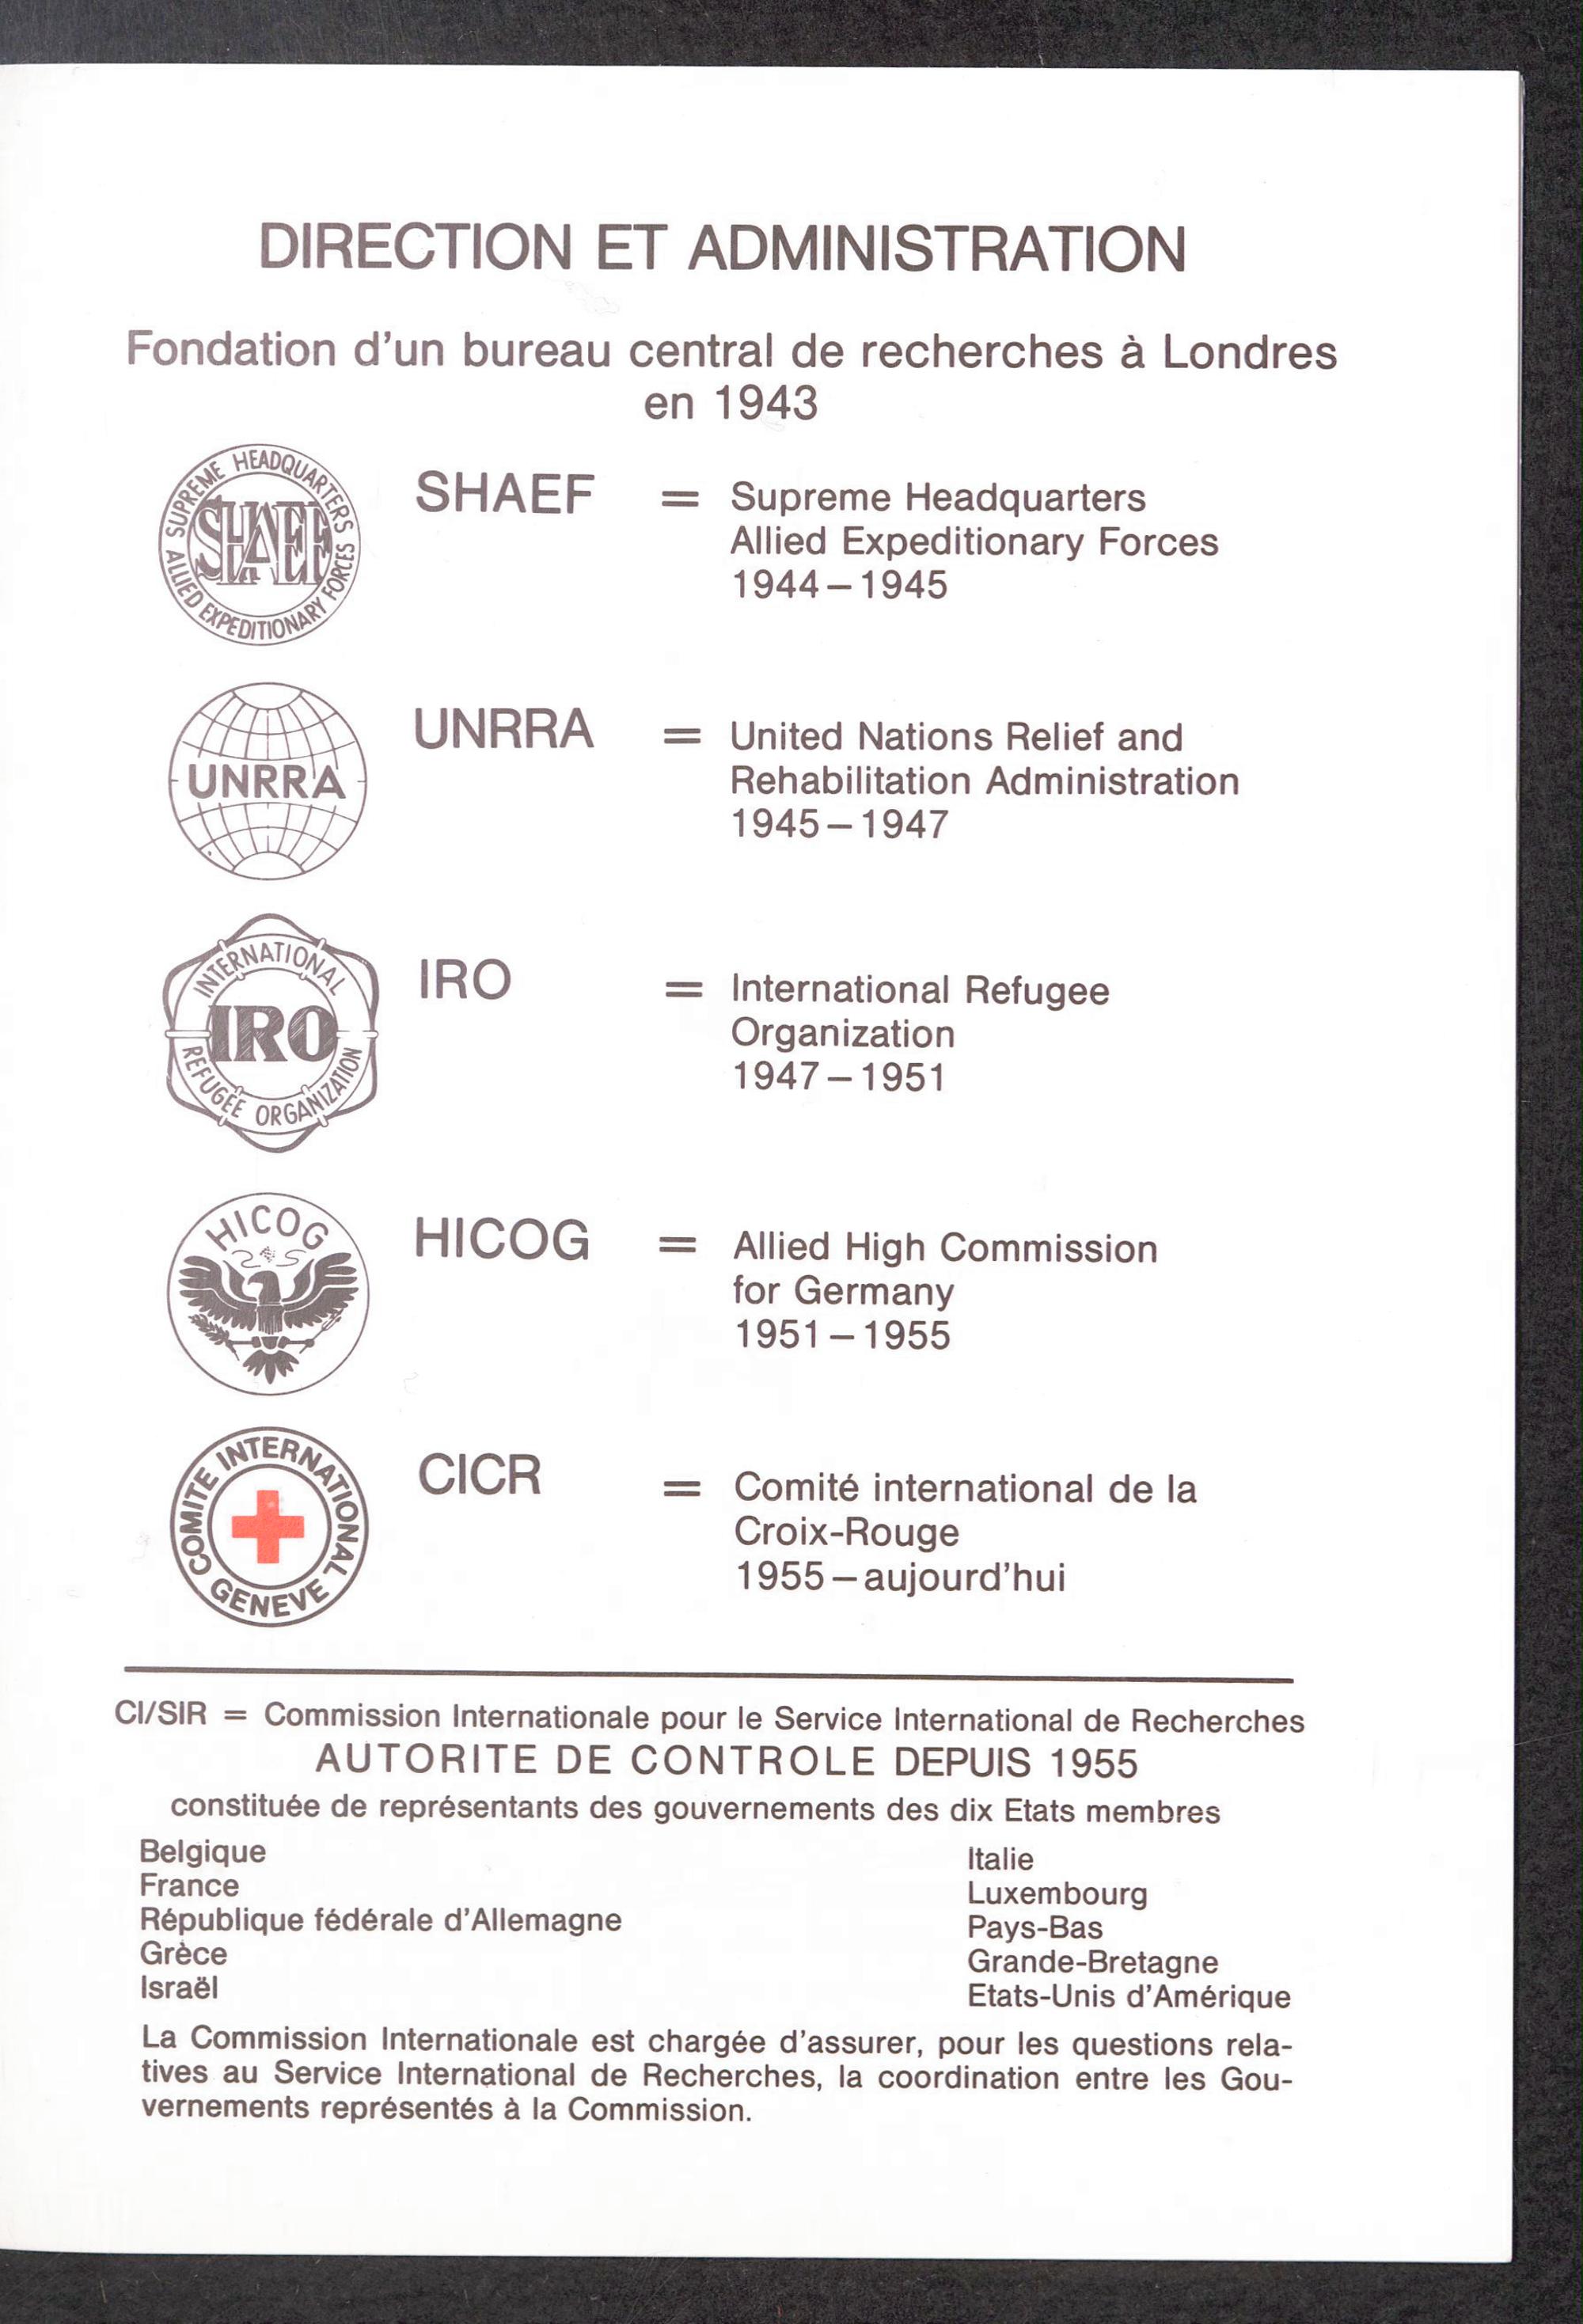 DIRECTION ET ADMINISTRATION
Fondation d'un bureau central de recherches à Londres
en 1943
SUPREME HEADQUARTERS
ALLIED EXPEDITIONARY FORCES
SHAEF
SHAEF = Supreme Headquarters
Allied Expeditionary Forces
1944–1945
UNRRA
UNRRA = United Nations Relief and
Rehabilitation Administration
1945–1947
INTERNATIONAL
IRO
REFUGEE ORGANIZATION
IRO = International Refugee
Organization
1947–1951
HICOG
HICOG = Allied High Commission
for Germany
1951–1955
COMITE INTERNATIONAL
GENEVE
CICR = Comité international de la
Croix-Rouge
1955–aujourd'hui
CI/SIR = Commission Internationale pour le Service International de Recherches
AUTORITE DE CONTROLE DEPUIS 1955
constituée de représentants des gouvernements des dix Etats membres
Belgique
France
République fédérale d'Allemagne
Grèce
Israël
Italie
Luxembourg
Pays-Bas
Grande-Bretagne
Etats-Unis d'Amérique
La Commission Internationale est chargée d'assurer, pour les questions rela-
tives au Service International de Recherches, la coordination entre les Gou-
vernements représentés à la Commission.